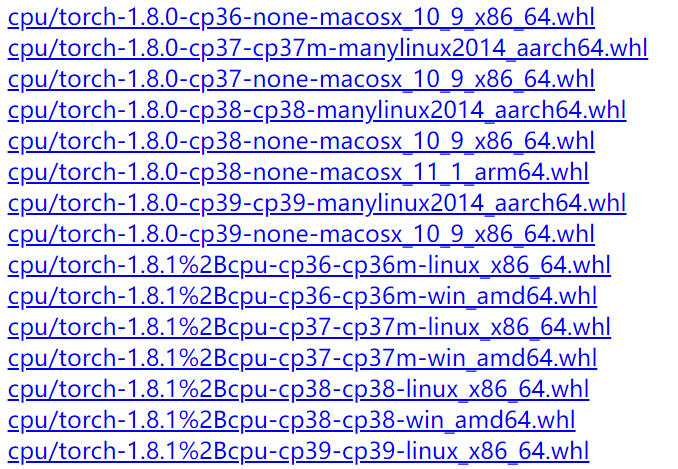 cpu/torch-1.8.0-cp36-none-macosx_10_9_x86_64.whl
cpu/torch-1.8.0-cp37-cp37m-manylinux2014_aarch64.whl
cpu/torch-1.8.0-cp37-none-macosx_10_9_x86_64.whl
cpu/torch-1.8.0-cp38-cp38-manylinux2014_aarch64.whl
cpu/torch-1.8.0-cp38-none-macosx_10_9_x86_64.whl
cpu/torch-1.8.0-cp38-none-macosx_11_1_arm64.whl
cpu/torch-1.8.0-cp39-cp39-manylinux2014_aarch64.whl
cpu/torch-1.8.0-cp39-none-macosx_10_9_x86_64.whl
cpu/torch-1.8.1%2Bcpu-cp36-cp36m-linux_x86_64.whl
cpu/torch-1.8.1%2Bcpu-cp36-cp36m-win_amd64.whl
cpu/torch-1.8.1%2Bcpu-cp37-cp37m-linux_x86_64.whl
cpu/torch-1.8.1%2Bcpu-cp37-cp37m-win_amd64.whl
cpu/torch-1.8.1%2Bcpu-cp38-cp38-linux_x86_64.whl
cpu/torch-1.8.1%2Bcpu-cp38-cp38-win_amd64.whl
cpu/torch-1.8.1%2Bcpu-cp39-cp39-linux_x86_64.whl